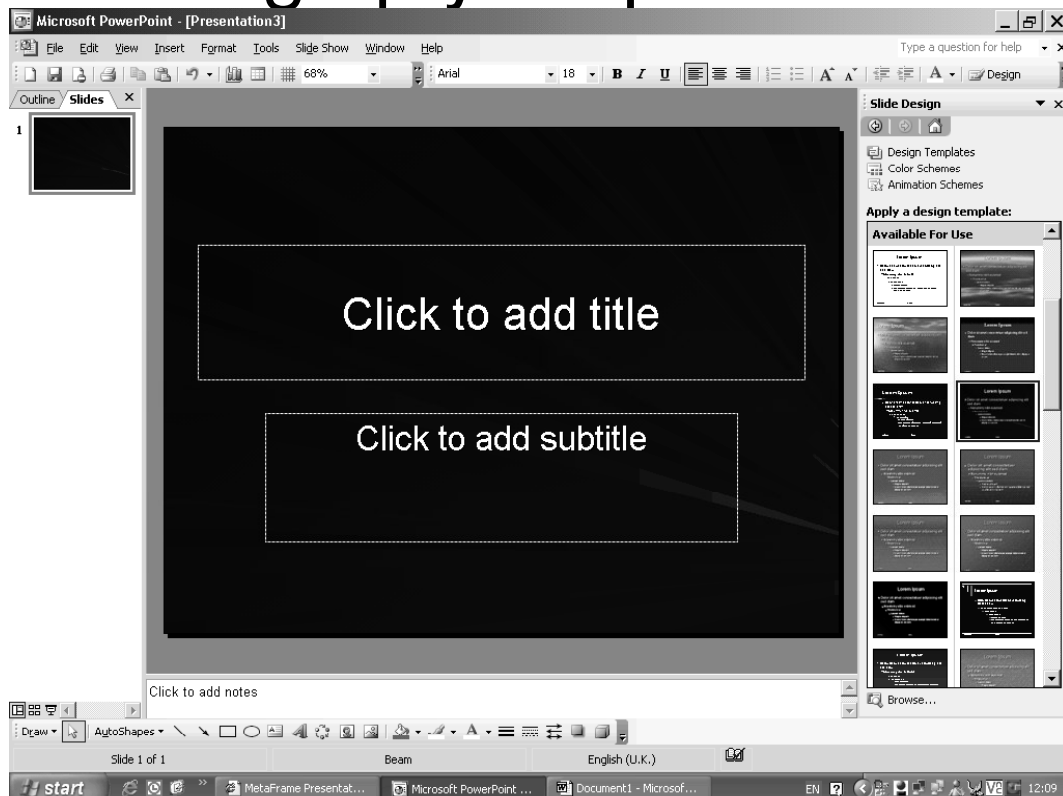 Microsoft PowerPoint - [Presentation3]
File Edit View Insert Format Tools Slide Show Window Help
Type a question for help
68% Arial 18 B I U A A A Design
Outline Slides
Slide Design
1
Design Templates
Color Schemes
Animation Schemes
Apply a design template:
Available For Use
Click to add title
Click to add subtitle
Click to add notes
Browse...
Draw AutoShapes A
Slide 1 of 1 Beam English (U.K.)
start MetaFrame Presentat... Microsoft PowerPoint ... Document1 - Microsof... EN 12:09